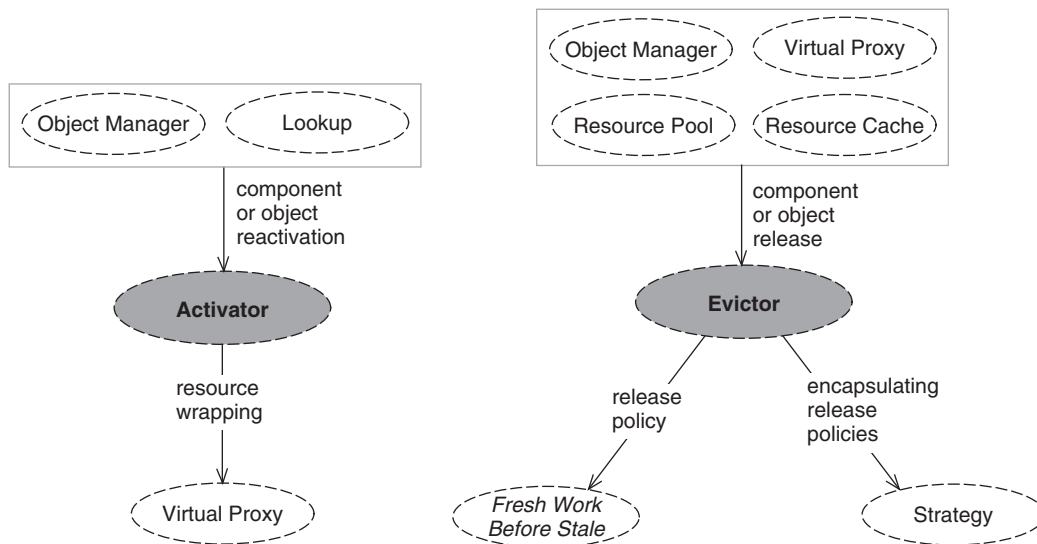 Object Manager
Lookup
component
or object
reactivation
Activator
resource
wrapping
Virtual Proxy
Object Manager
Virtual Proxy
Resource Pool
Resource Cache
component
or object
release
Evictor
release
policy
encapsulating
release
policies
Fresh Work
Before Stale
Strategy